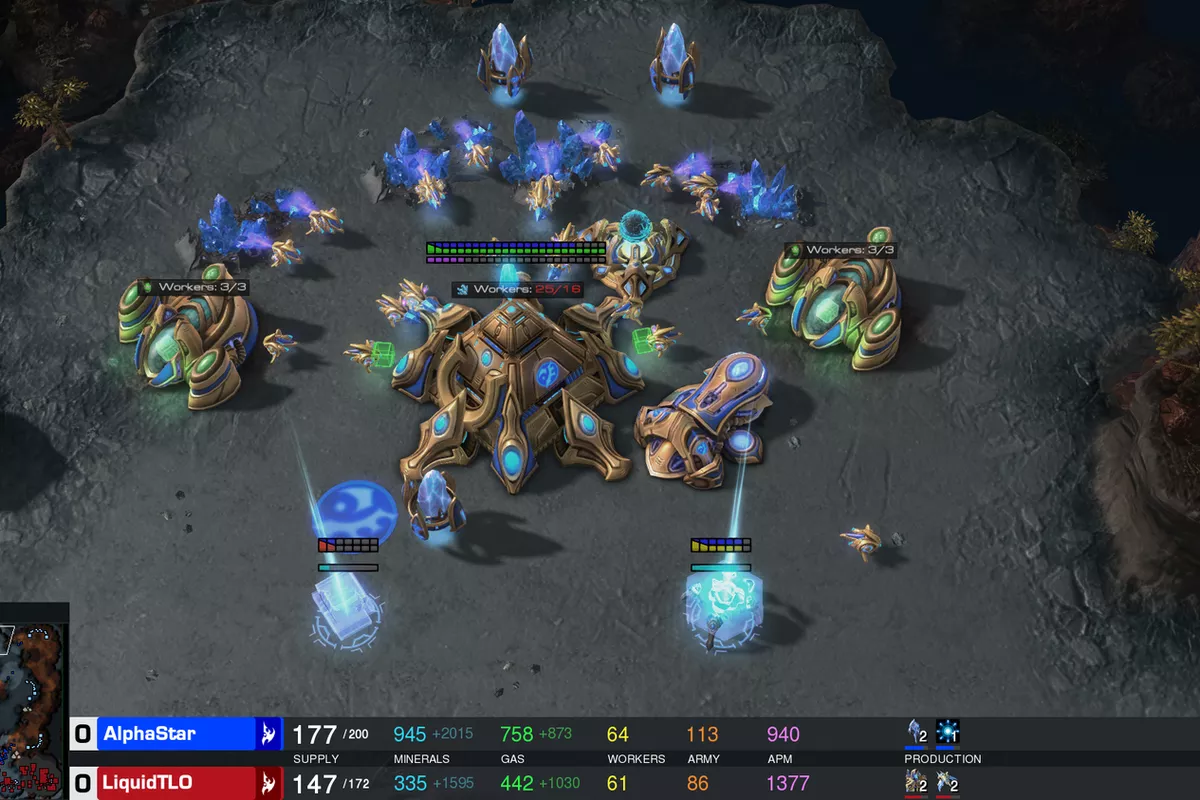 Workers: 3/3
Workers: 3/3
Workers: 25/16
0 AlphaStar 177 /200 945 +2015 758 +873 64 113 940 2 1
SUPPLY MINERALS GAS WORKERS ARMY APM PRODUCTION
0 LiquidTLO 147 /172 335 +1595 442 +1030 61 86 1377 2 2